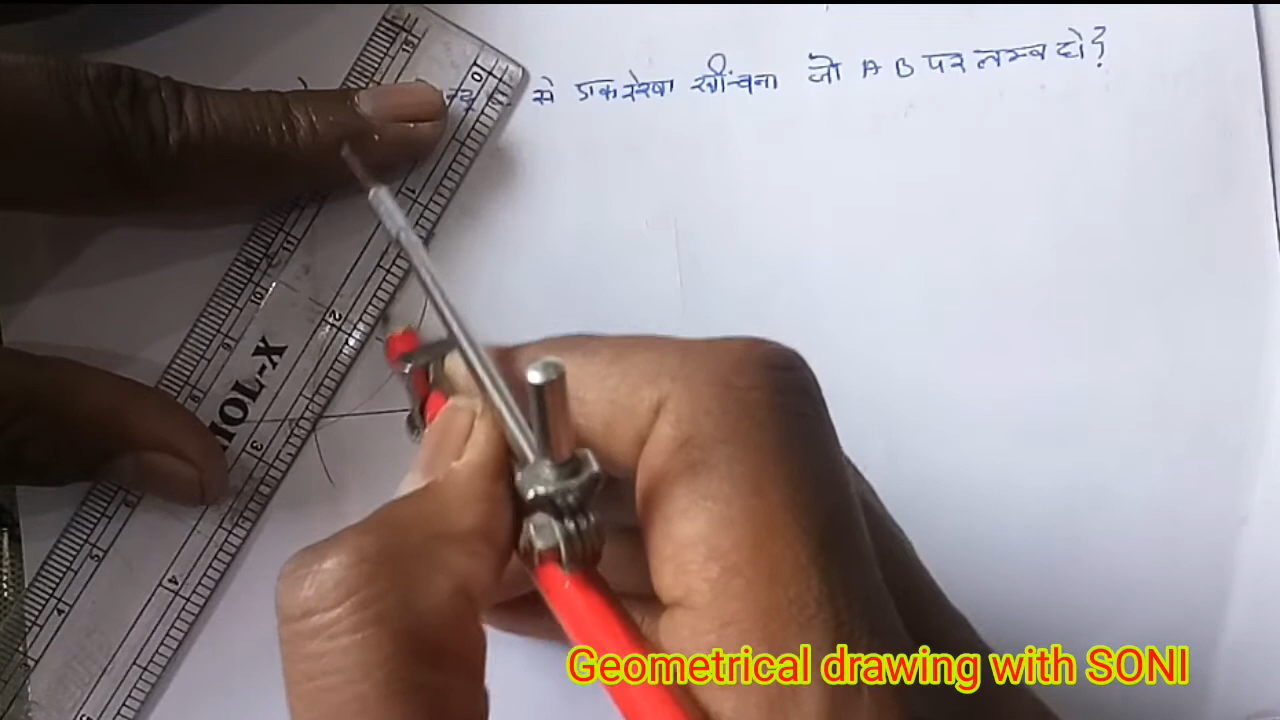 से एक रेखा खींचना जो A B पर लम्ब हो?
MOL-X
Geometrical drawing with SONI